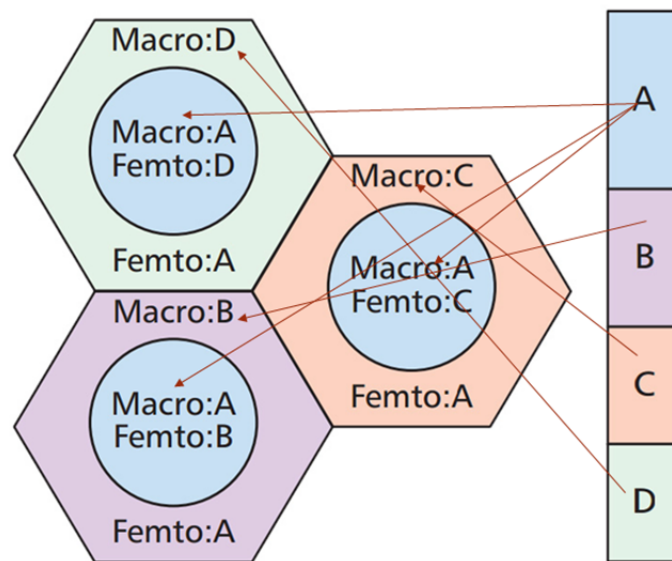 Macro:D
Macro:A
Femto:D
Femto:A
Macro:C
Macro:A
Femto:C
Femto:A
Macro:B
Macro:A
Femto:B
Femto:A
A
B
C
D